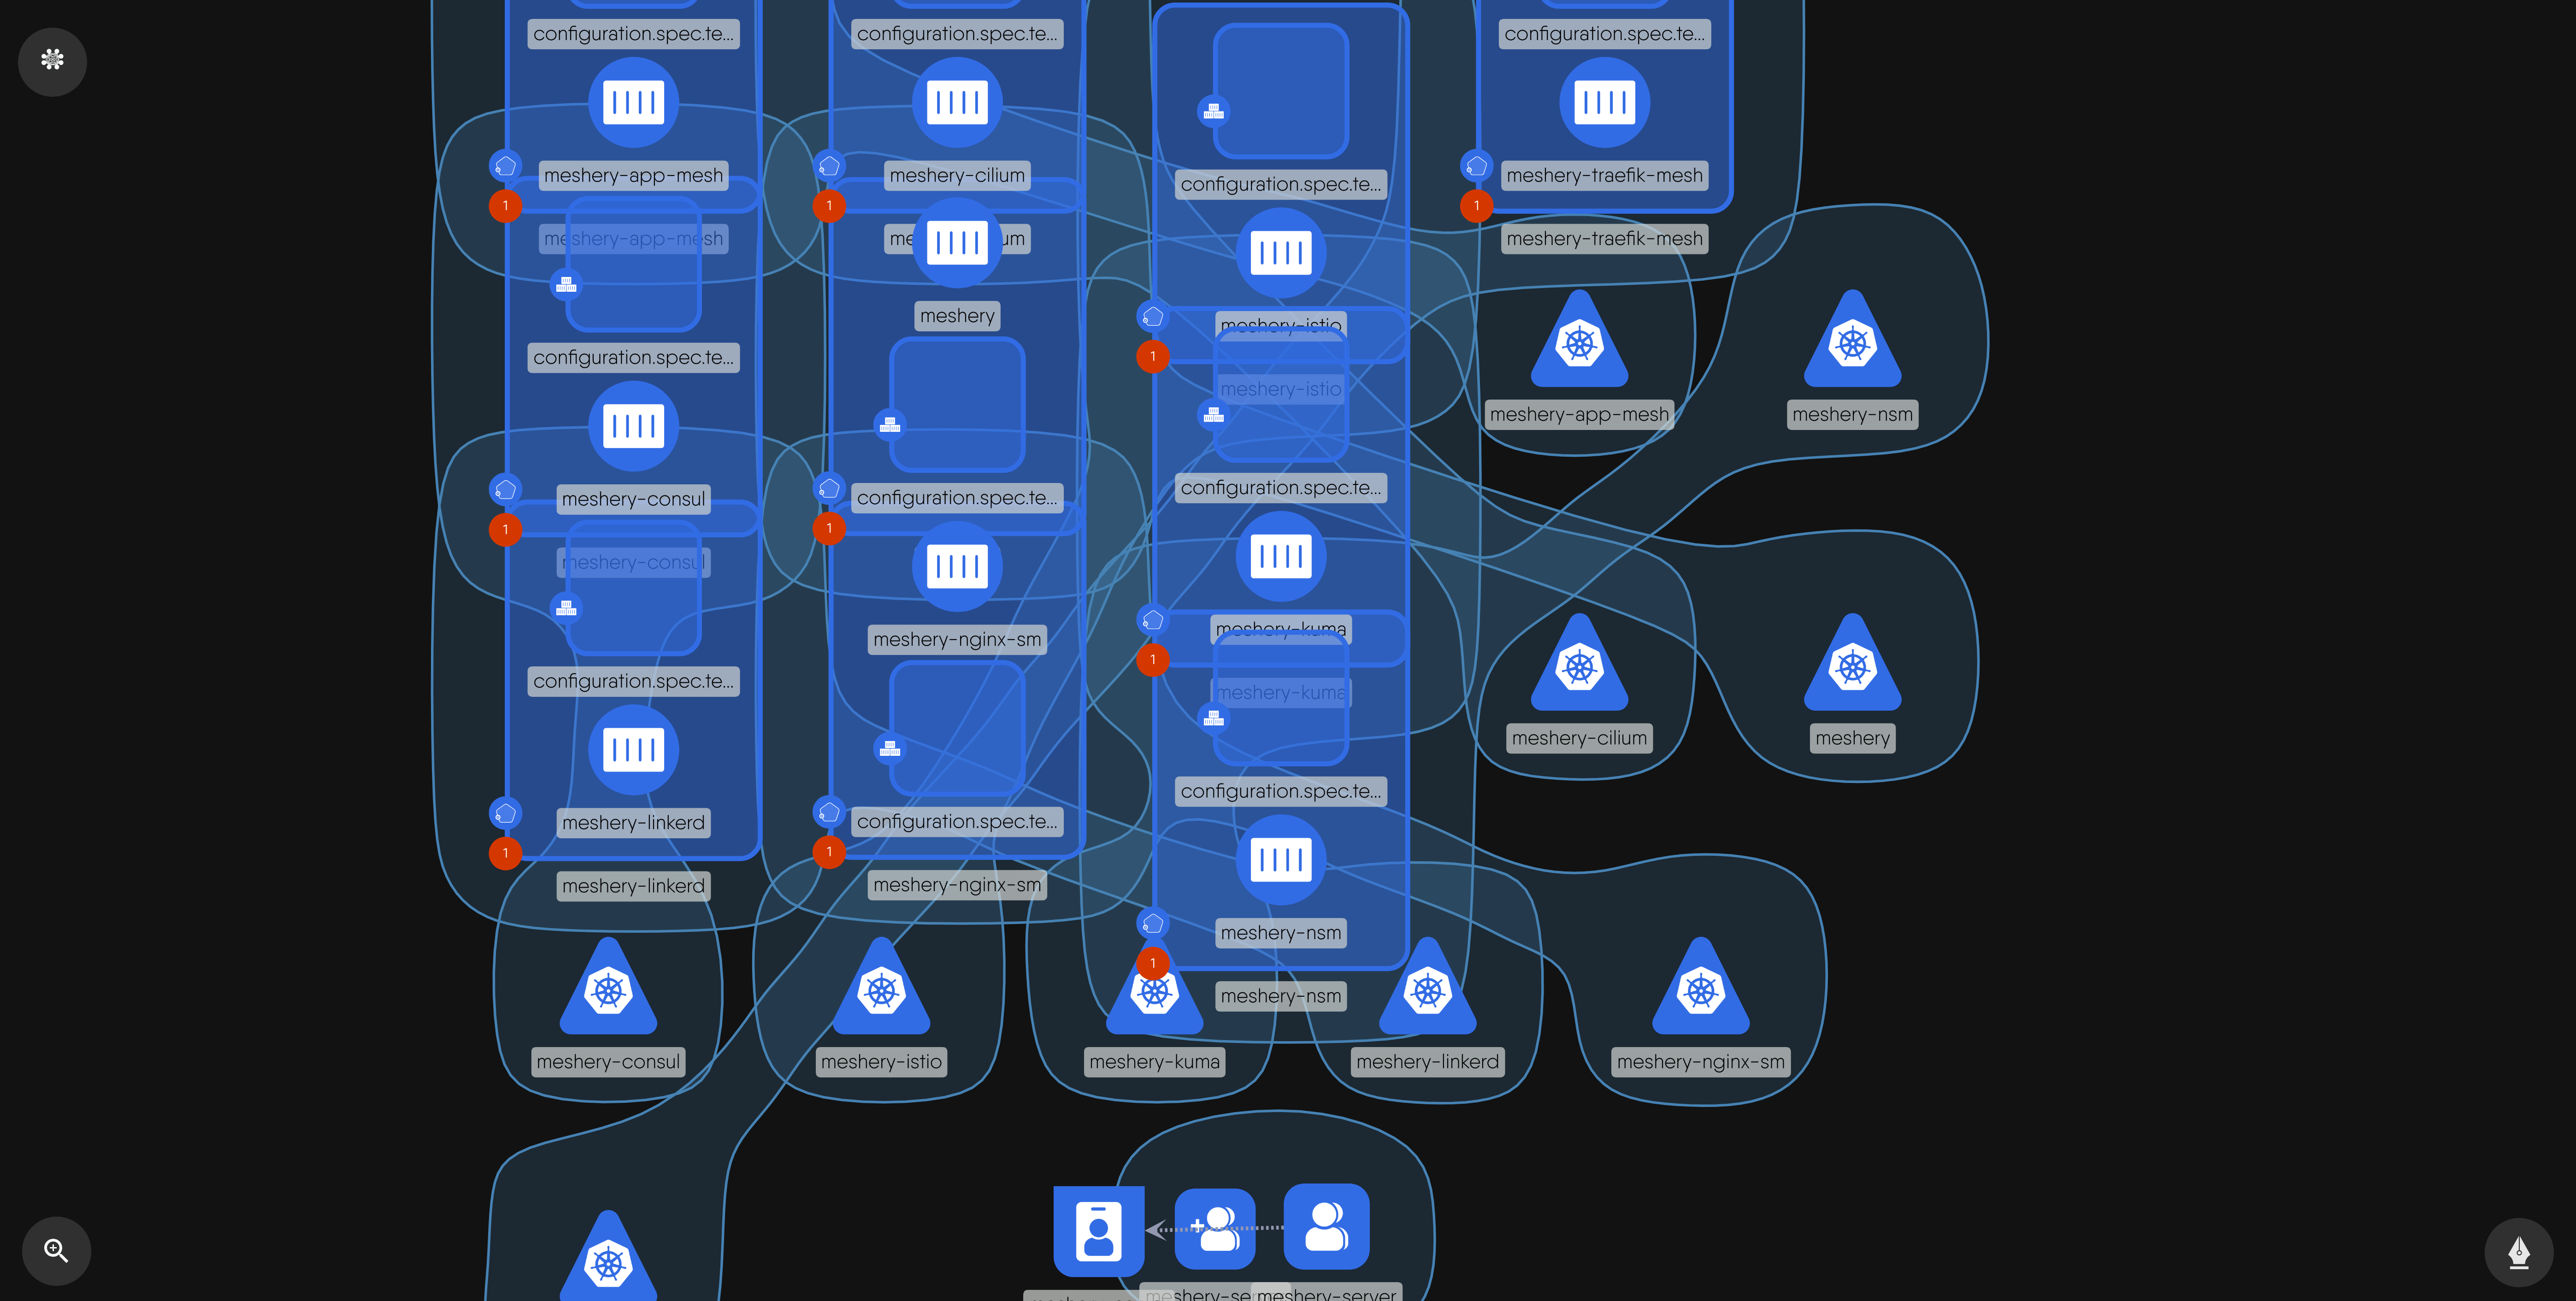 configuration.spec.te...
configuration.spec.te...
configuration.spec.te...
meshery-app-mesh
meshery-cilium
configuration.spec.te...
meshery-traefik-mesh
1
1
1
meshery-app-mesh
meshery-traefik-mesh
meshery
meshery-istio
configuration.spec.te...
1
meshery-istio
meshery-app-mesh
meshery-nsm
meshery-consul
configuration.spec.te...
configuration.spec.te...
1
1
meshery-consul
meshery-nginx-sm
meshery-kuma
configuration.spec.te...
1
meshery-kuma
meshery-cilium
meshery
configuration.spec.te...
meshery-linkerd
configuration.spec.te...
1
1
meshery-linkerd
meshery-nginx-sm
meshery-nsm
1
meshery-nsm
meshery-consul
meshery-istio
meshery-kuma
meshery-linkerd
meshery-nginx-sm
meshery-server